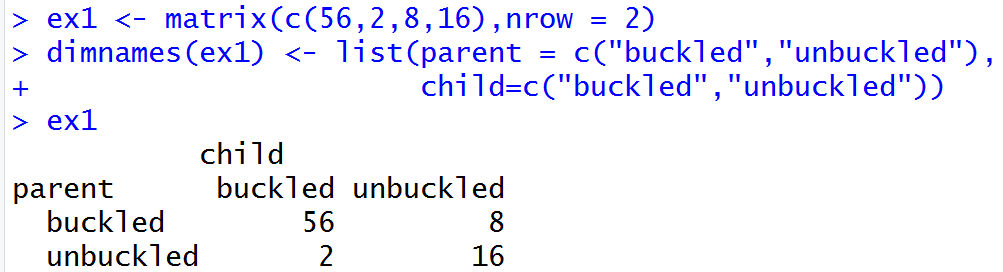 > ex1 <- matrix(c(56,2,8,16),nrow = 2)
> dimnames(ex1) <- list(parent = c("buckled","unbuckled"),
+                       child=c("buckled","unbuckled"))
> ex1
           child
parent      buckled unbuckled
  buckled        56         8
  unbuckled       2        16